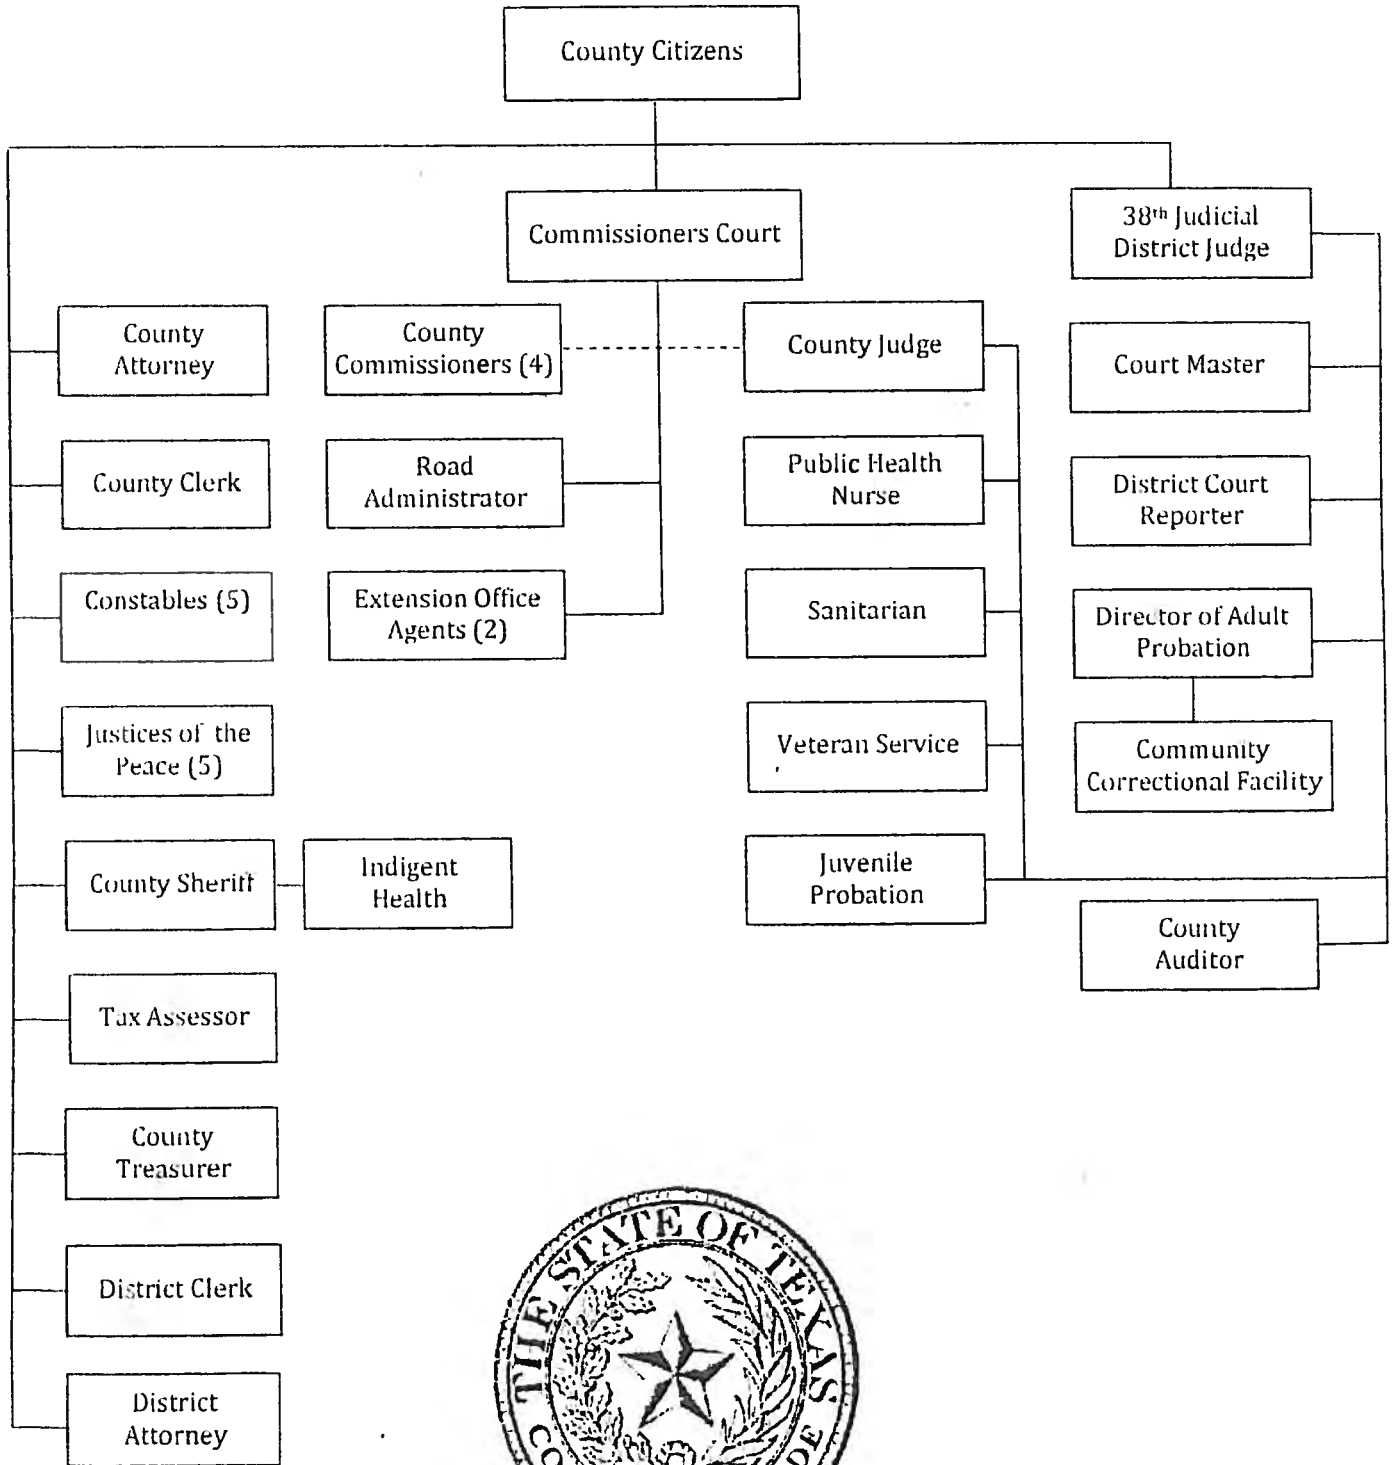 County Citizens
Commissioners Court
38th Judicial
District Judge
County
Attorney
County
Commissioners (4)
County Judge
Court Master
County Clerk
Road
Administrator
Public Health
Nurse
District Court
Reporter
Constables (5)
Extension Office
Agents (2)
Sanitarian
Director of Adult
Probation
Justices of the
Peace (5)
Veteran Service
Community
Correctional Facility
County Sheriff
Indigent
Health
Juvenile
Probation
County
Auditor
Tax Assessor
County
Treasurer
District Clerk
District
Attorney
THE STATE OF TEXAS